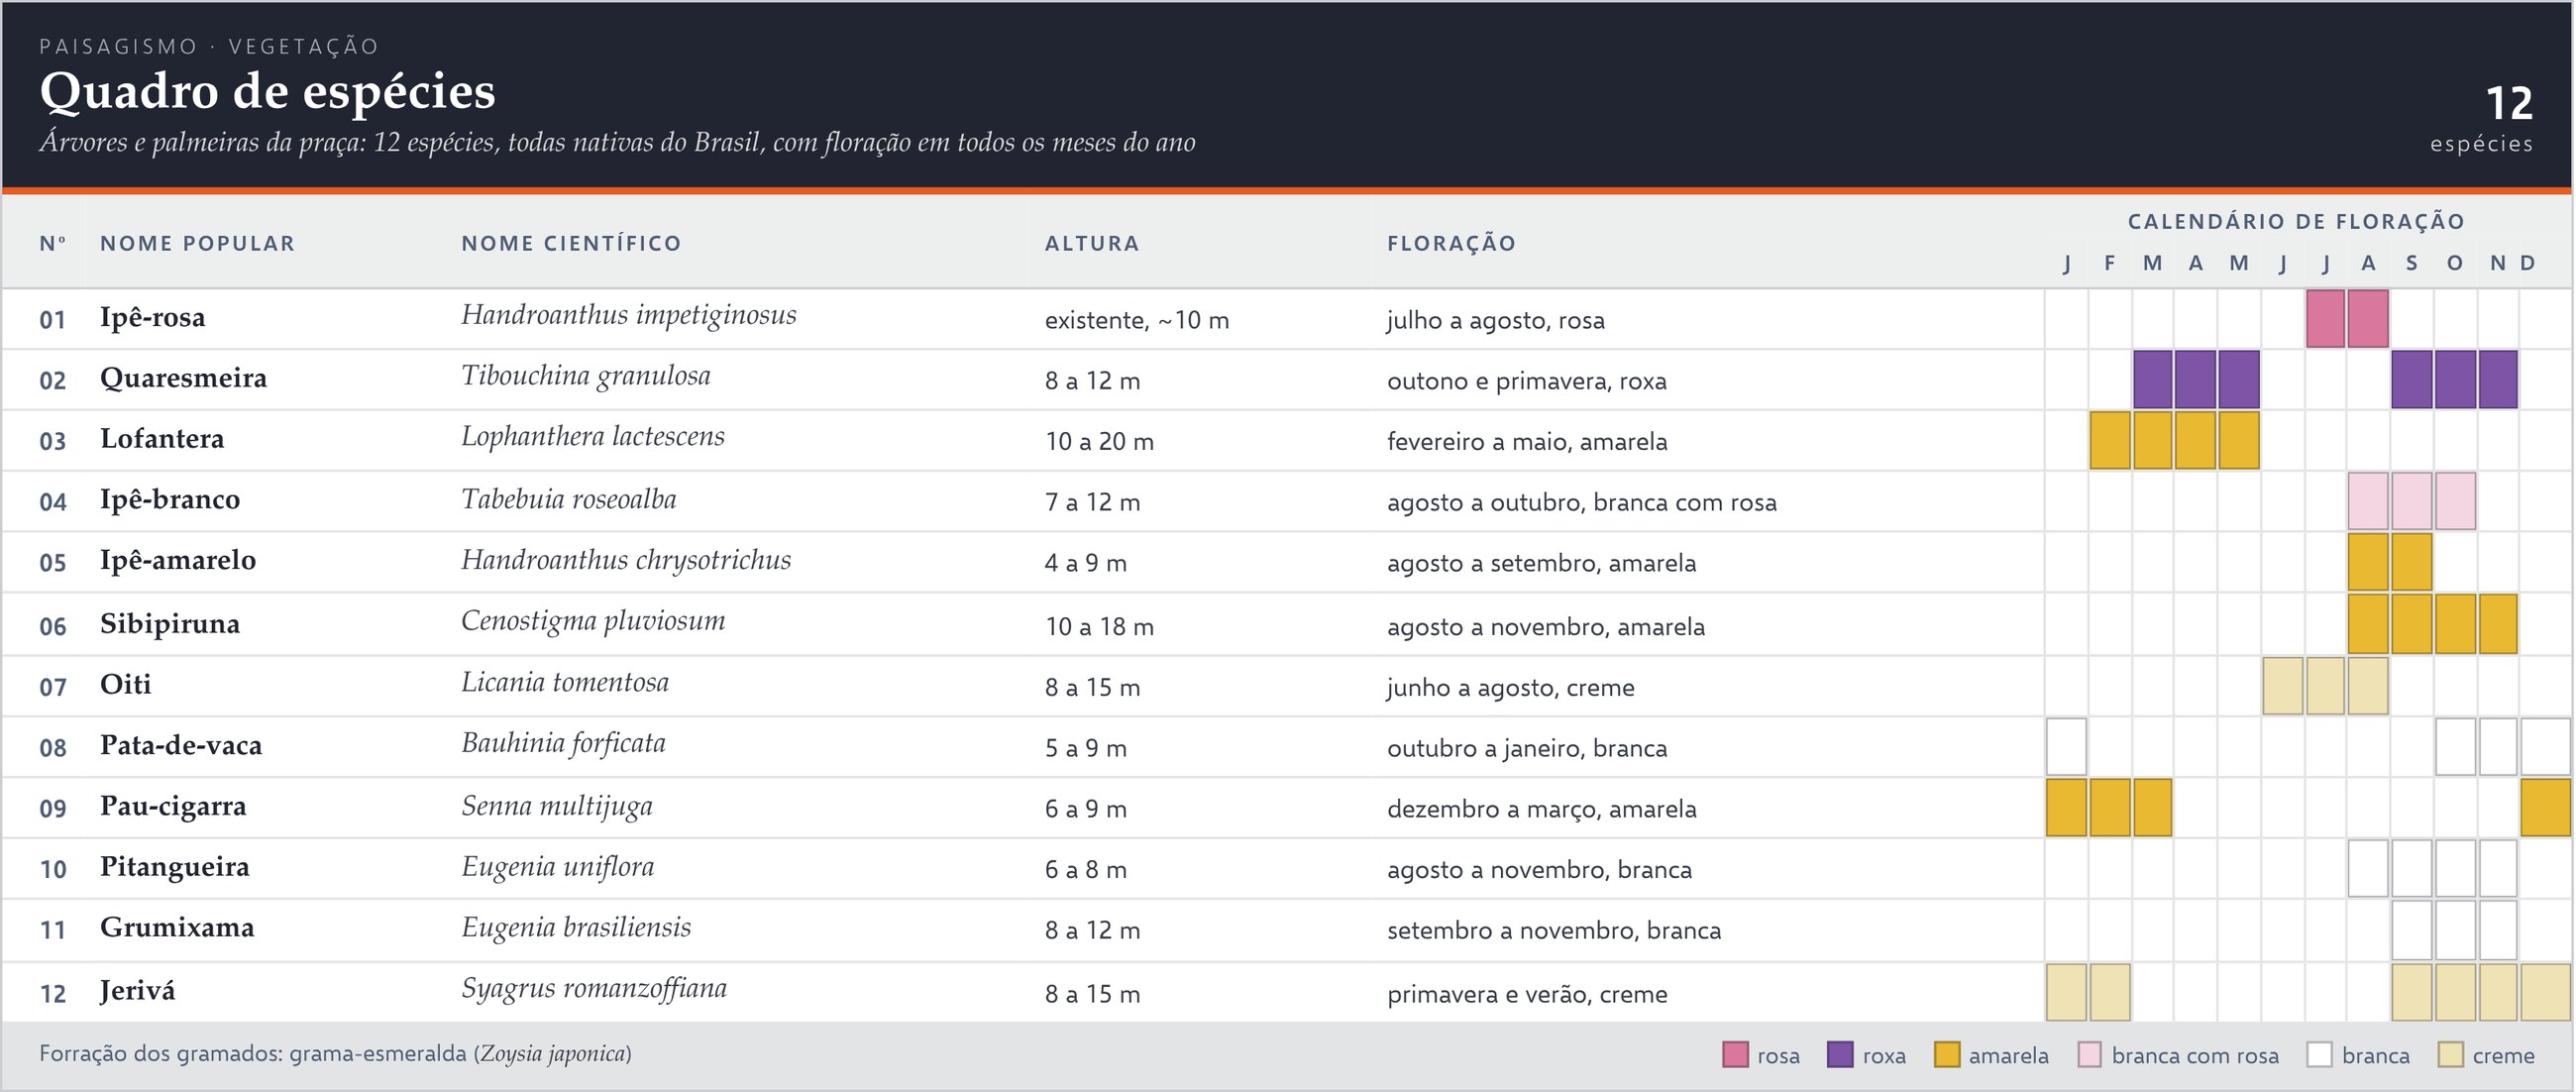 PAISAGISMO · VEGETAÇÃO
Quadro de espécies
Árvores e palmeiras da praça: 12 espécies, todas nativas do Brasil, com floração em todos os meses do ano
12
espécies
Nº NOME POPULAR NOME CIENTÍFICO ALTURA FLORAÇÃO CALENDÁRIO DE FLORAÇÃO
J F M A M J J A S O N D
01 Ipê-rosa Handroanthus impetiginosus existente, ~10 m julho a agosto, rosa
02 Quaresmeira Tibouchina granulosa 8 a 12 m outono e primavera, roxa
03 Lofantera Lophanthera lactescens 10 a 20 m fevereiro a maio, amarela
04 Ipê-branco Tabebuia roseoalba 7 a 12 m agosto a outubro, branca com rosa
05 Ipê-amarelo Handroanthus chrysotrichus 4 a 9 m agosto a setembro, amarela
06 Sibipiruna Cenostigma pluviosum 10 a 18 m agosto a novembro, amarela
07 Oiti Licania tomentosa 8 a 15 m junho a agosto, creme
08 Pata-de-vaca Bauhinia forficata 5 a 9 m outubro a janeiro, branca
09 Pau-cigarra Senna multijuga 6 a 9 m dezembro a março, amarela
10 Pitangueira Eugenia uniflora 6 a 8 m agosto a novembro, branca
11 Grumixama Eugenia brasiliensis 8 a 12 m setembro a novembro, branca
12 Jerivá Syagrus romanzoffiana 8 a 15 m primavera e verão, creme
Forração dos gramados: grama-esmeralda (Zoysia japonica) rosa roxa amarela branca com rosa branca creme